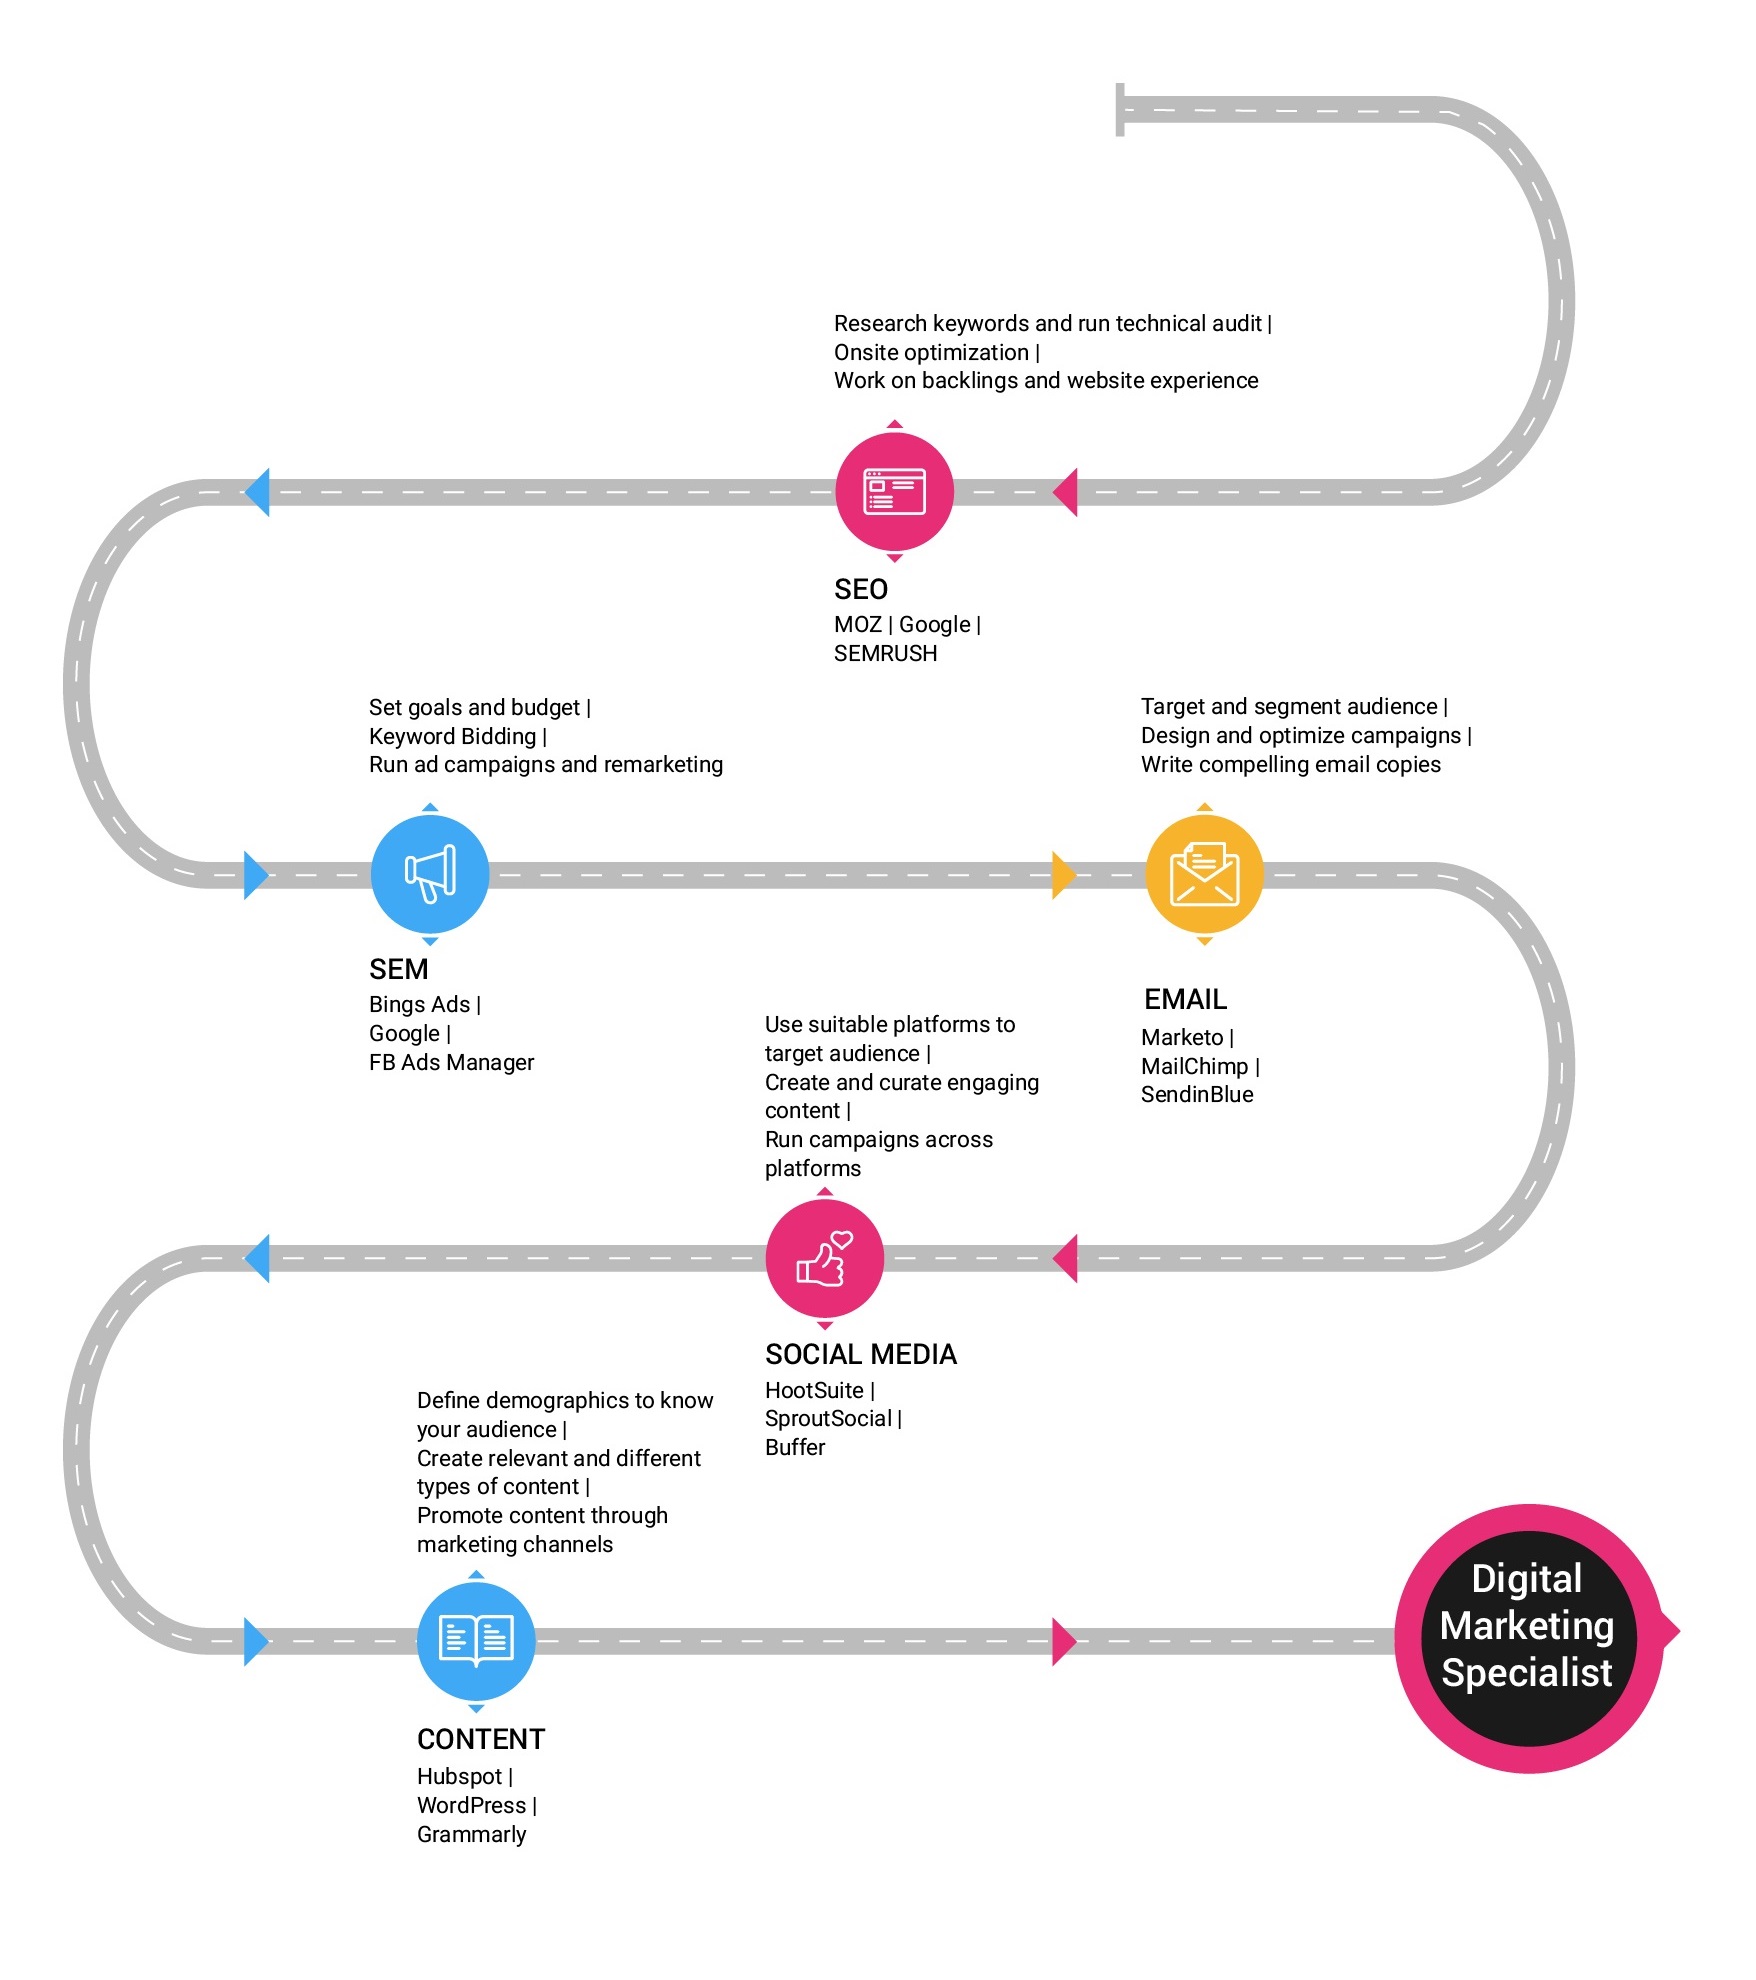 Research keywords and run technical audit |
Onsite optimization |
Work on backlings and website experience
SEO
MOZ | Google |
SEMRUSH
Set goals and budget |
Keyword Bidding |
Run ad campaigns and remarketing
SEM
Bings Ads |
Google |
FB Ads Manager
Target and segment audience |
Design and optimize campaigns |
Write compelling email copies
EMAIL
Marketo |
MailChimp |
SendinBlue
Use suitable platforms to
target audience |
Create and curate engaging
content |
Run campaigns across
platforms
SOCIAL MEDIA
HootSuite |
SproutSocial |
Buffer
Define demographics to know
your audience |
Create relevant and different
types of content |
Promote content through
marketing channels
CONTENT
Hubspot |
WordPress |
Grammarly
Digital
Marketing
Specialist